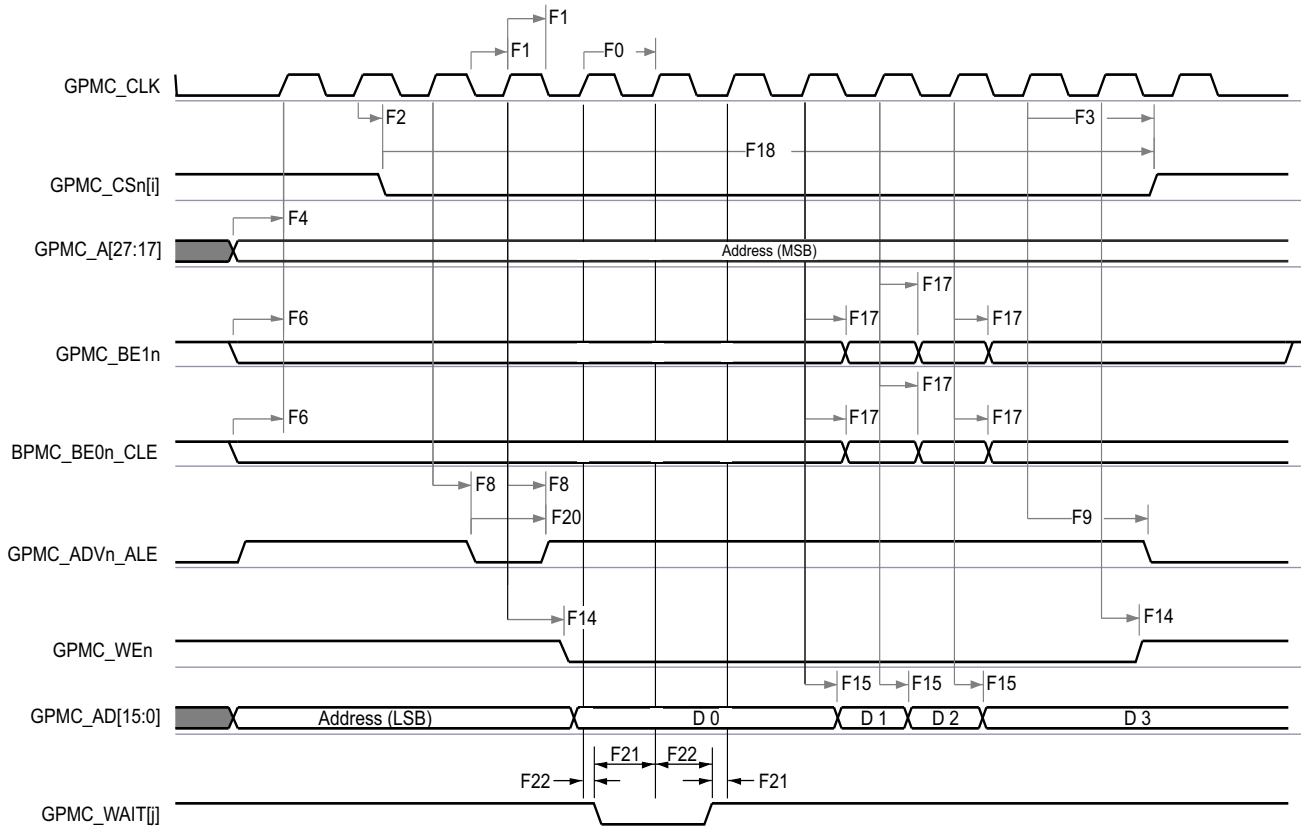 F1
F1
F0
GPMC_CLK
F2
F3
F18
GPMC_CSn[i]
F4
GPMC_A[27:17]
Address (MSB)
F17
F6
F17
F17
GPMC_BE1n
F17
F6
F17
F17
BPMC_BE0n_CLE
F8
F8
F20
F9
GPMC_ADVn_ALE
F14
F14
GPMC_WEn
F15
F15
F15
GPMC_AD[15:0]
Address (LSB)
D 0
D 1
D 2
D 3
F21
F22
F22
F21
GPMC_WAIT[j]